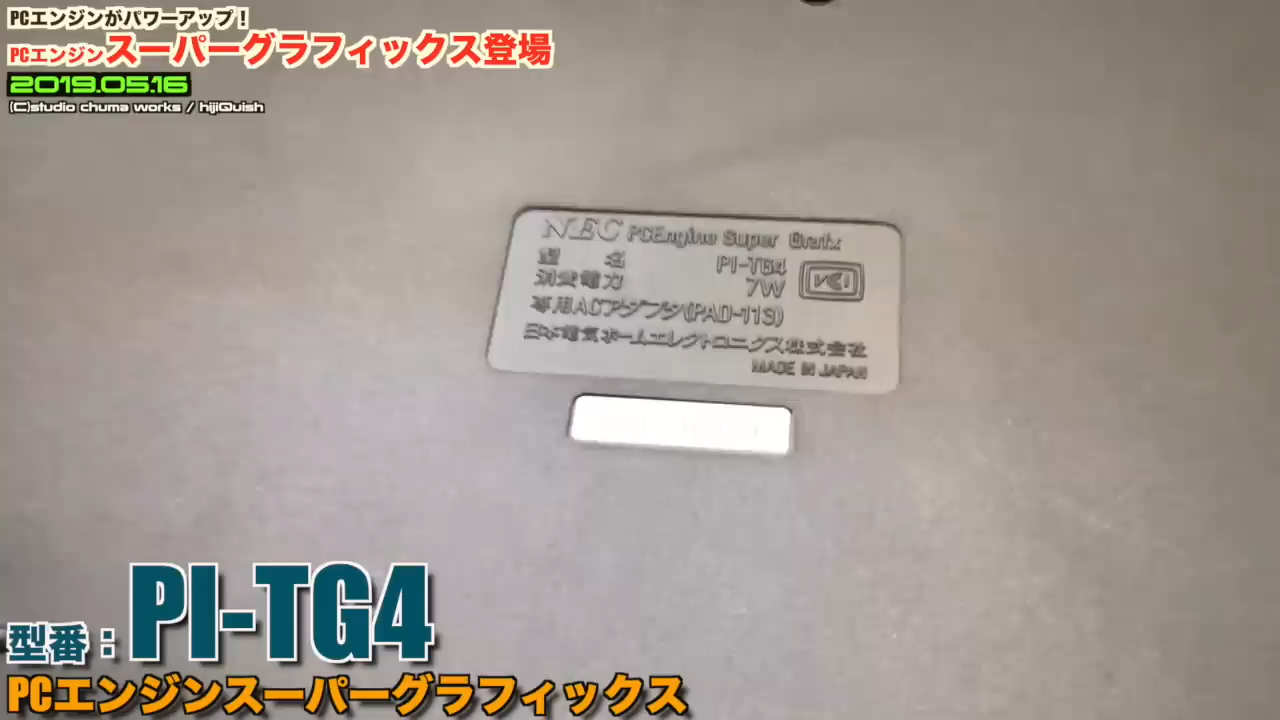 PCエンジンがパワーアップ！
PCエンジンスーパーグラフィックス登場
2019.05.16
(C)studio chuma works / hijiQuish
NEC PCEngine Super Grafx
型 名 PI-TG4
消費電力 7W
VCI
専用ACアダプタ(PAD-113)
日本電気ホームエレクトロニクス株式会社
MADE IN JAPAN
型番：PI-TG4
PCエンジンスーパーグラフィックス